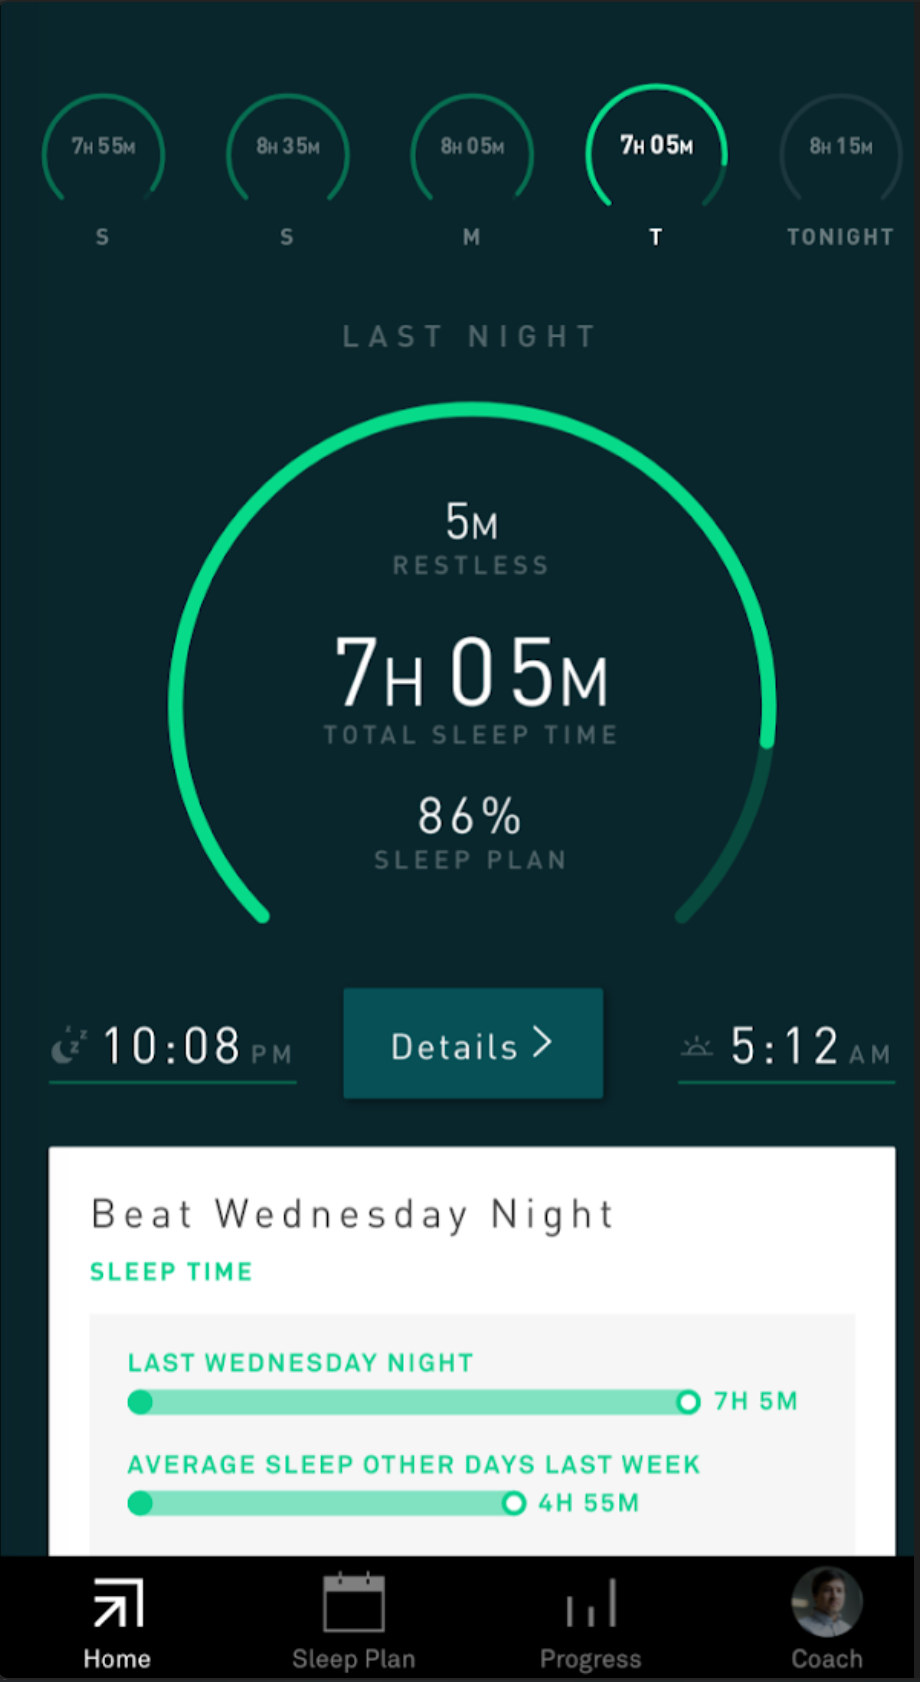 7H 55M 8H 35M 8H 05M 7H 05M 8H 15M
S S M T TONIGHT
LAST NIGHT
5M
RESTLESS
7H 05M
TOTAL SLEEP TIME
86%
SLEEP PLAN
10:08 PM Details > 5:12 AM
Beat Wednesday Night
SLEEP TIME
LAST WEDNESDAY NIGHT
7H 5M
AVERAGE SLEEP OTHER DAYS LAST WEEK
4H 55M
Home Sleep Plan Progress Coach